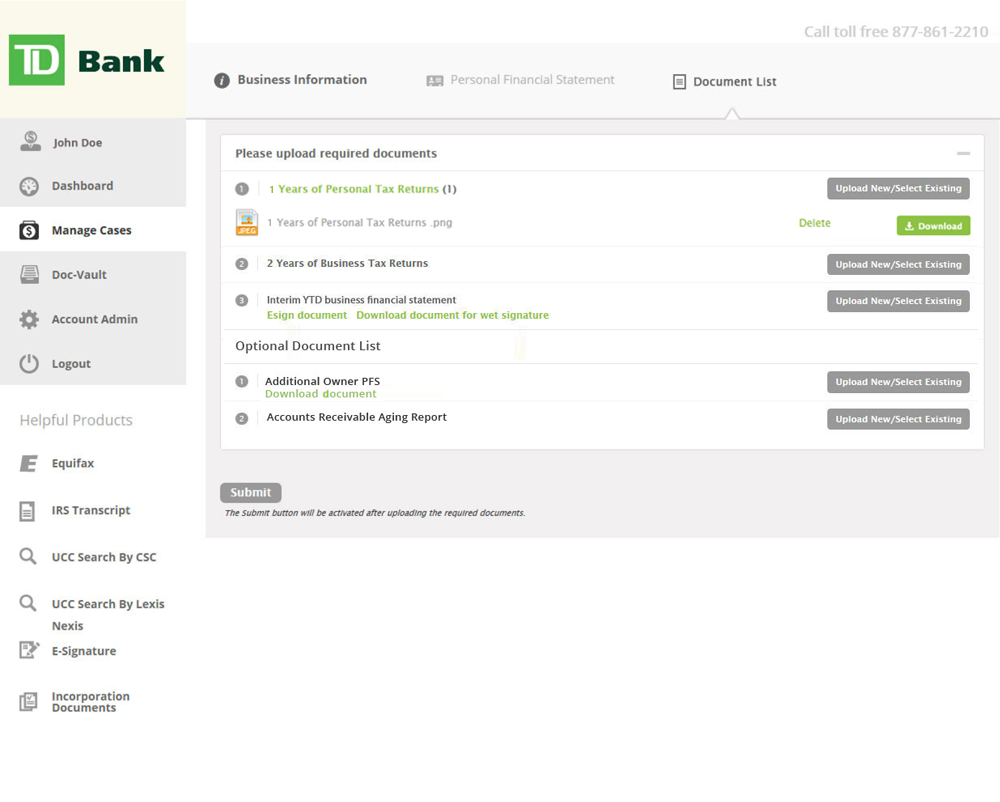 Call toll free 877-861-2210
TD Bank
i Business Information
Personal Financial Statement
Document List
John Doe
Dashboard
Manage Cases
Doc-Vault
Account Admin
Logout
Helpful Products
Equifax
IRS Transcript
UCC Search By CSC
UCC Search By Lexis
Nexis
E-Signature
Incorporation
Documents
Please upload required documents
1 1 Years of Personal Tax Returns (1) Upload New/Select Existing
JPEG 1 Years of Personal Tax Returns .png Delete Download
2 2 Years of Business Tax Returns Upload New/Select Existing
3 Interim YTD business financial statement Upload New/Select Existing
Esign document Download document for wet signature
Optional Document List
1 Additional Owner PFS Upload New/Select Existing
Download document
2 Accounts Receivable Aging Report Upload New/Select Existing
Submit
The Submit button will be activated after uploading the required documents.